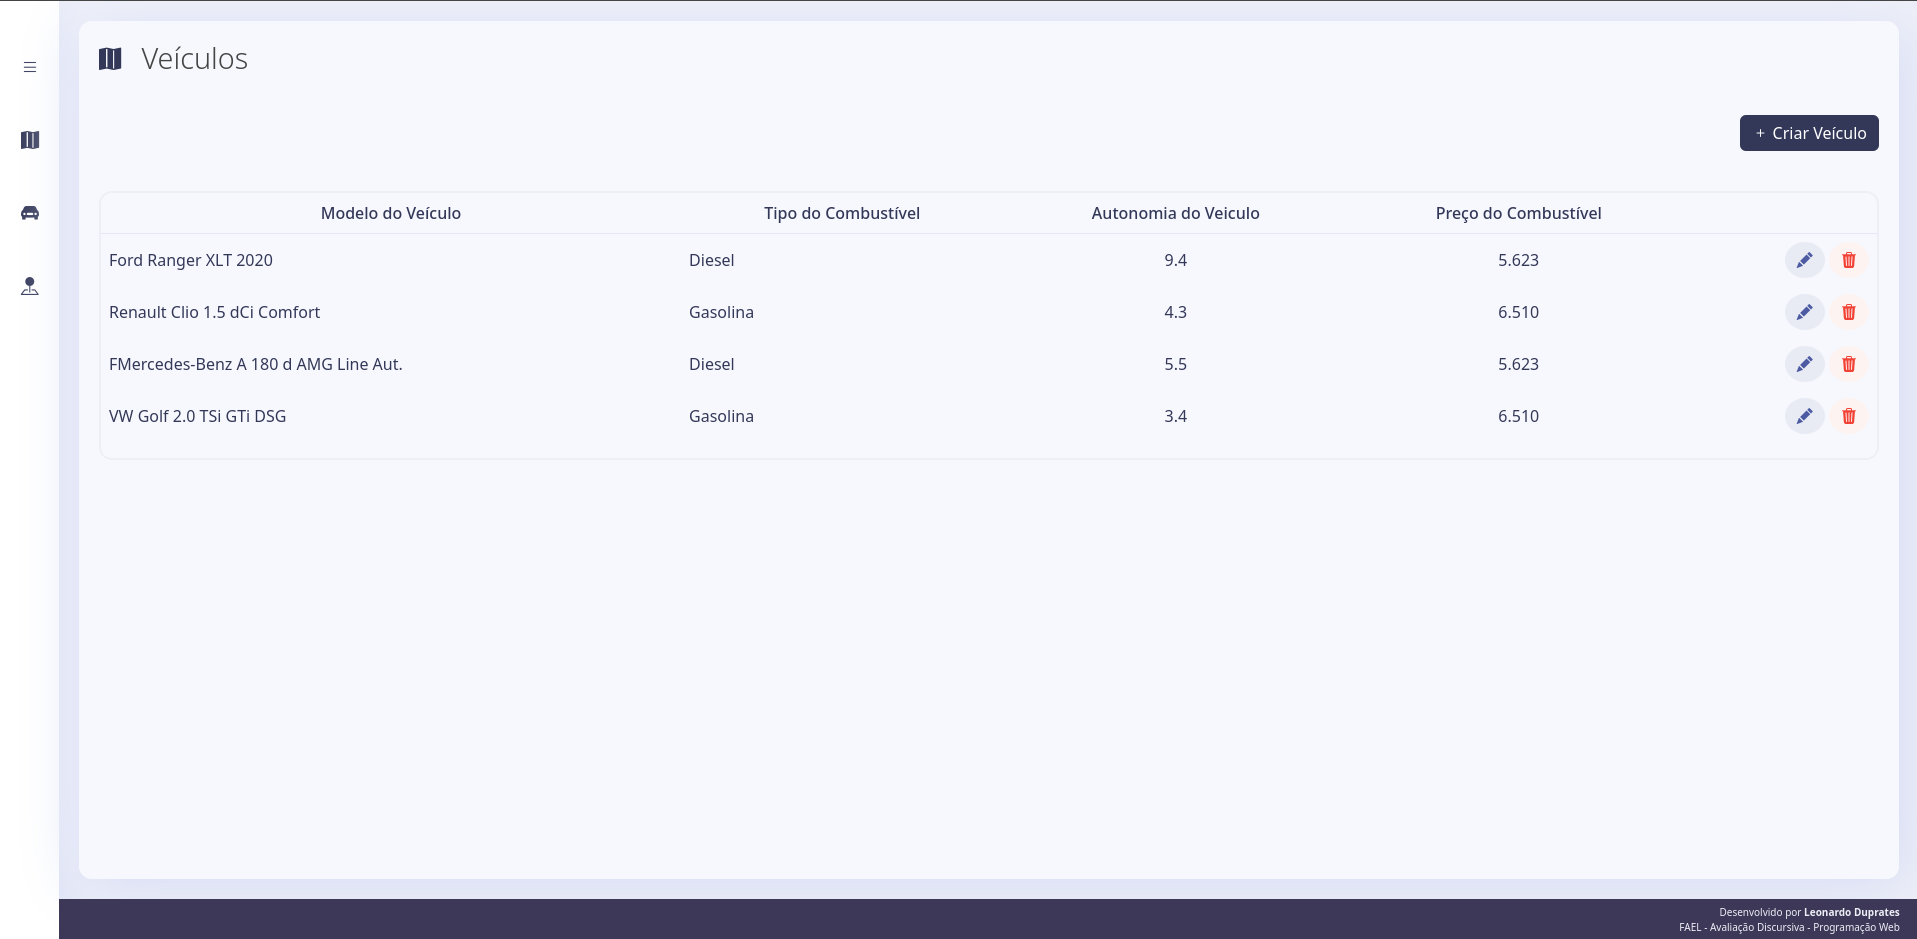 Veículos
+ Criar Veículo
Modelo do Veículo Tipo do Combustível Autonomia do Veiculo Preço do Combustível
Ford Ranger XLT 2020 Diesel 9.4 5.623
Renault Clio 1.5 dCi Comfort Gasolina 4.3 6.510
FMercedes-Benz A 180 d AMG Line Aut. Diesel 5.5 5.623
VW Golf 2.0 TSi GTi DSG Gasolina 3.4 6.510
Desenvolvido por Leonardo Duprates
FAEL - Avaliação Discursiva - Programação Web